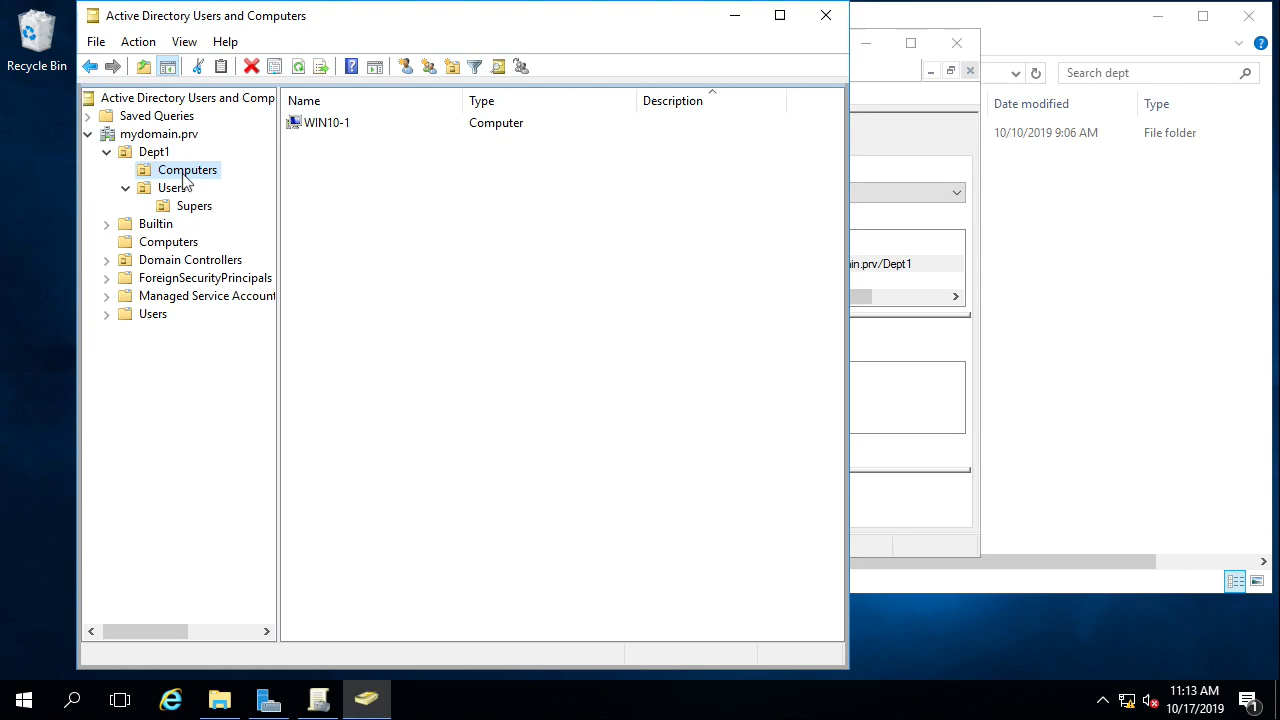 Recycle Bin
Active Directory Users and Computers
File Action View Help
Active Directory Users and Comp
Saved Queries
mydomain.prv
Dept1
Computers
Users
Supers
Builtin
Computers
Domain Controllers
ForeignSecurityPrincipals
Managed Service Account
Users
Name Type Description
WIN10-1 Computer
Search dept
Date modified Type
10/10/2019 9:06 AM File folder
in.prv/Dept1
11:13 AM
10/17/2019
1